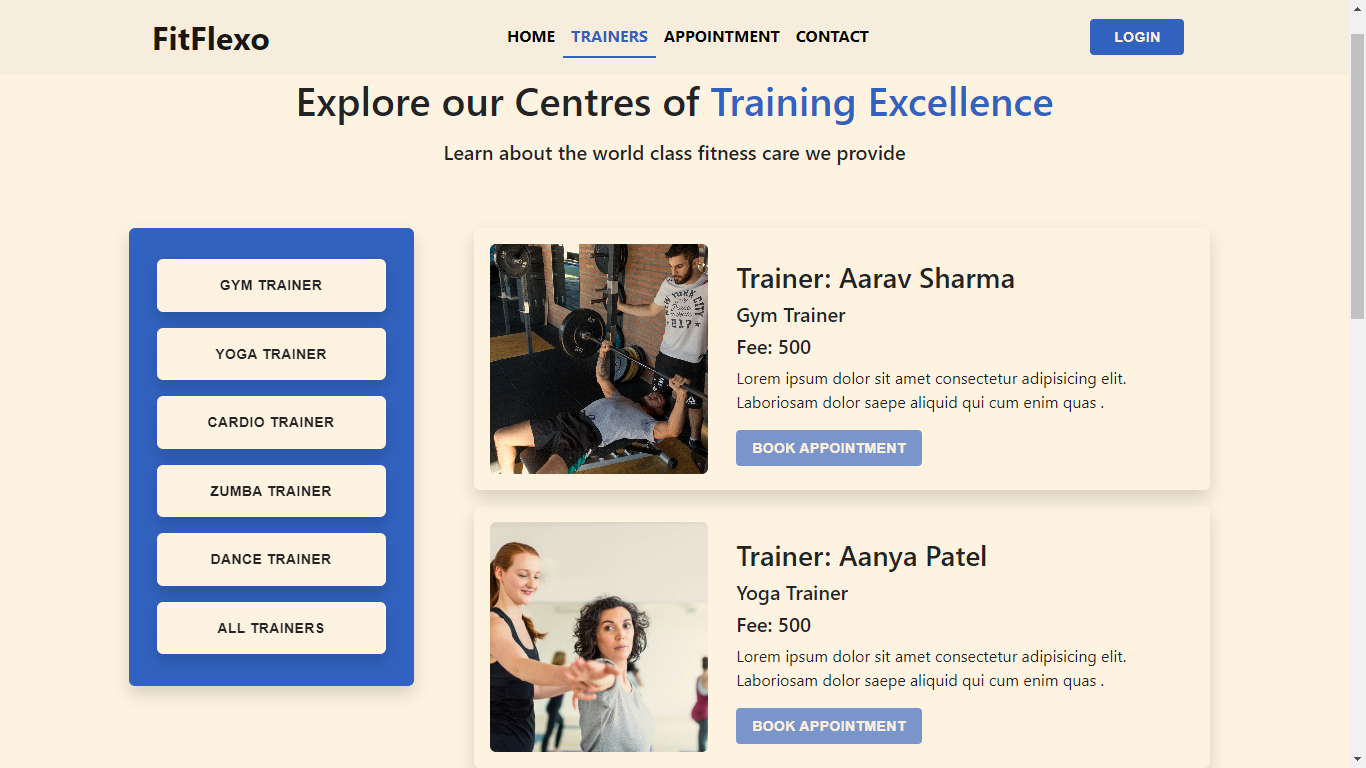 FitFlexo
HOME TRAINERS APPOINTMENT CONTACT
LOGIN
Explore our Centres of Training Excellence
Learn about the world class fitness care we provide
GYM TRAINER
YOGA TRAINER
CARDIO TRAINER
ZUMBA TRAINER
DANCE TRAINER
ALL TRAINERS
NEW YORK CITY
Trainer: Aarav Sharma
Gym Trainer
Fee: 500
Lorem ipsum dolor sit amet consectetur adipisicing elit.
Laboriosam dolor saepe aliquid qui cum enim quas .
BOOK APPOINTMENT
Trainer: Aanya Patel
Yoga Trainer
Fee: 500
Lorem ipsum dolor sit amet consectetur adipisicing elit.
Laboriosam dolor saepe aliquid qui cum enim quas .
BOOK APPOINTMENT